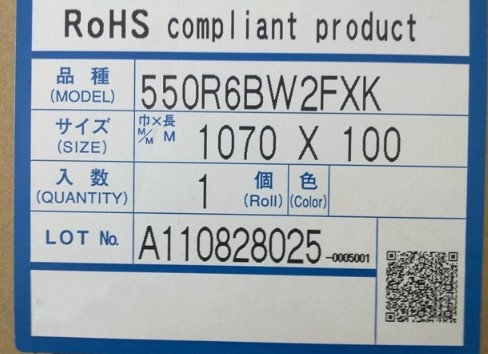 RoHS compliant product
品種 550R6BW2FXK
(MODEL)
サイズ 巾×長 1070 X 100
(SIZE) M/M M
入数 1 個 色
(QUANTITY) (Roll) (Color)
LOT No. A110828025-0005001